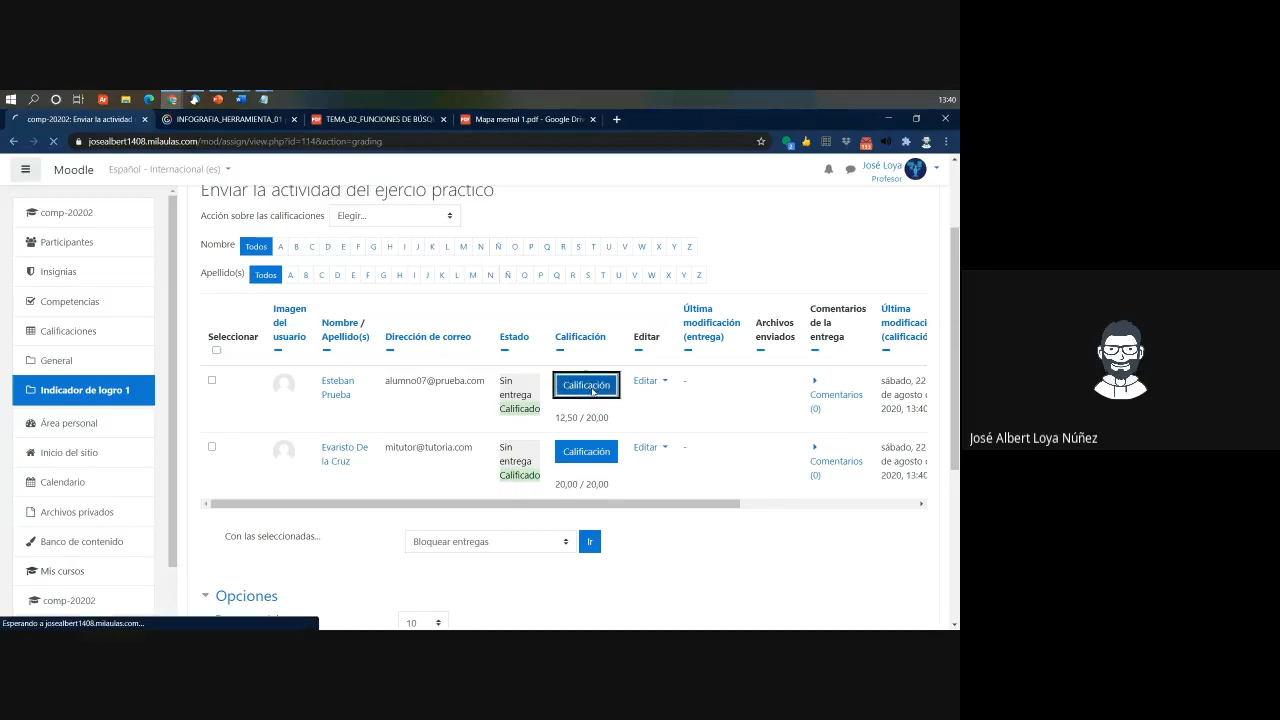 13:40
comp-20202: Enviar la actividad
INFOGRAFIA_HERRAMIENTA_01
TEMA_02_FUNCIONES DE BÚSQ
Mapa mental 1.pdf - Google Driv
josealbert1408.milaulas.com/mod/assign/view.php?id=114&action=grading
Moodle
Español - Internacional (es)
José Loya
Profesor
comp-20202
Participantes
Insignias
Competencias
Calificaciones
General
Indicador de logro 1
Área personal
Inicio del sitio
Calendario
Archivos privados
Banco de contenido
Mis cursos
comp-20202
Esperando a josealbert1408.milaulas.com...
Enviar la actividad del ejercio práctico
Acción sobre las calificaciones Elegir...
Nombre Todos A B C D E F G H I J K L M N Ñ O P Q R S T U V W X Y Z
Apellido(s) Todos A B C D E F G H I J K L M N Ñ O P Q R S T U V W X Y Z
Seleccionar
Imagen del usuario
Nombre / Apellido(s)
Dirección de correo
Estado
Calificación
Editar
Última modificación (entrega)
Archivos enviados
Comentarios de la entrega
Última modificaci (calificació
Esteban Prueba
alumno07@prueba.com
Sin entrega
Calificado
Calificación
12,50 / 20,00
Editar
-
Comentarios (0)
sábado, 22 de agosto d 2020, 13:40
Evaristo De la Cruz
mitutor@tutoria.com
Sin entrega
Calificado
Calificación
20,00 / 20,00
Editar
-
Comentarios (0)
sábado, 22 de agosto d 2020, 13:40
Con las seleccionadas... Bloquear entregas Ir
Opciones
10
José Albert Loya Núñez